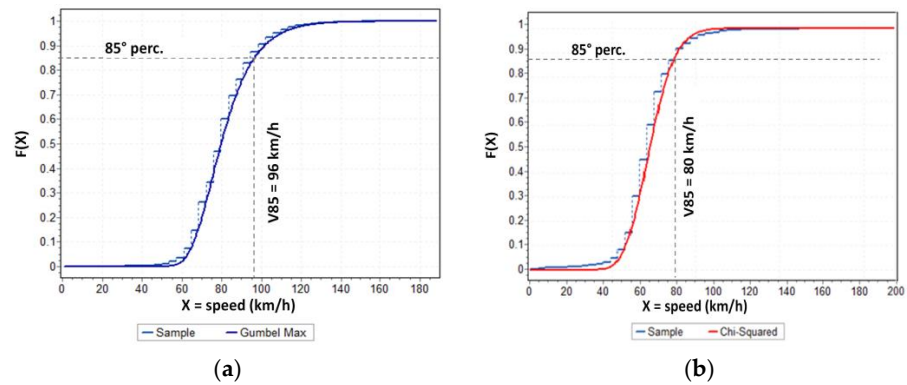 1
0.9
85° perc.
0.8
0.7
0.6
0.5
0.4
0.3
0.2
0.1
0
F(X)
V85 = 96 km/h
0 20 40 60 80 100 120 140 160 180
X = speed (km/h)
Sample Gumbel Max
(a)
1
0.9
85° perc.
0.8
0.7
0.6
0.5
0.4
0.3
0.2
0.1
0
F(X)
V85 = 80 km/h
0 20 40 60 80 100 120 140 160 180 200
X = speed (km/h)
Sample Chi-Squared
(b)